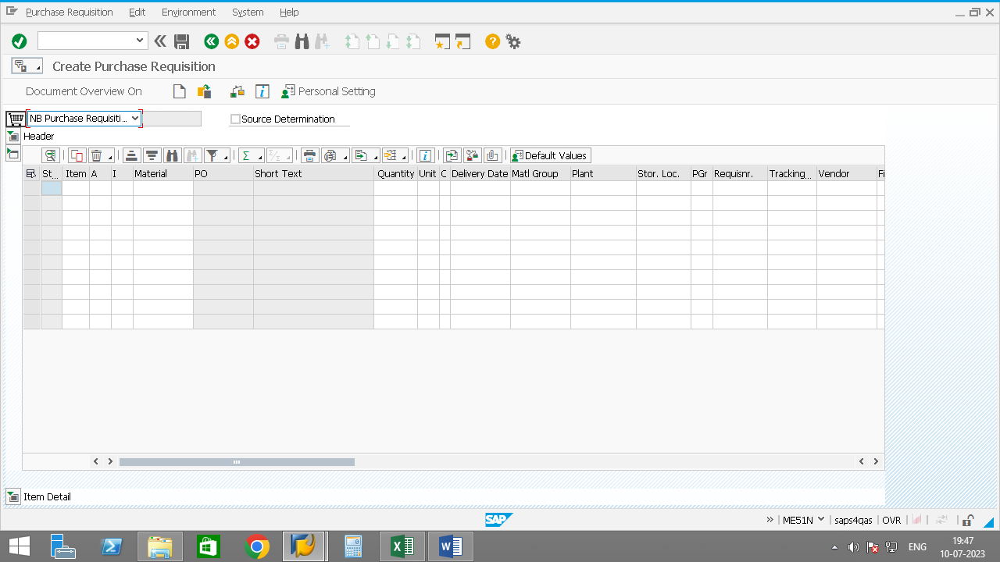 Purchase Requisition Edit Environment System Help
Create Purchase Requisition
Document Overview On Personal Setting
NB Purchase Requisiti... Source Determination
Header
Default Values
St... Item A I Material PO Short Text Quantity Unit C Delivery Date Matl Group Plant Stor. Loc. PGr Requisnr. Tracking... Vendor Fi
Item Detail
SAP ME51N saps4qas OVR
ENG 19:47
10-07-2023